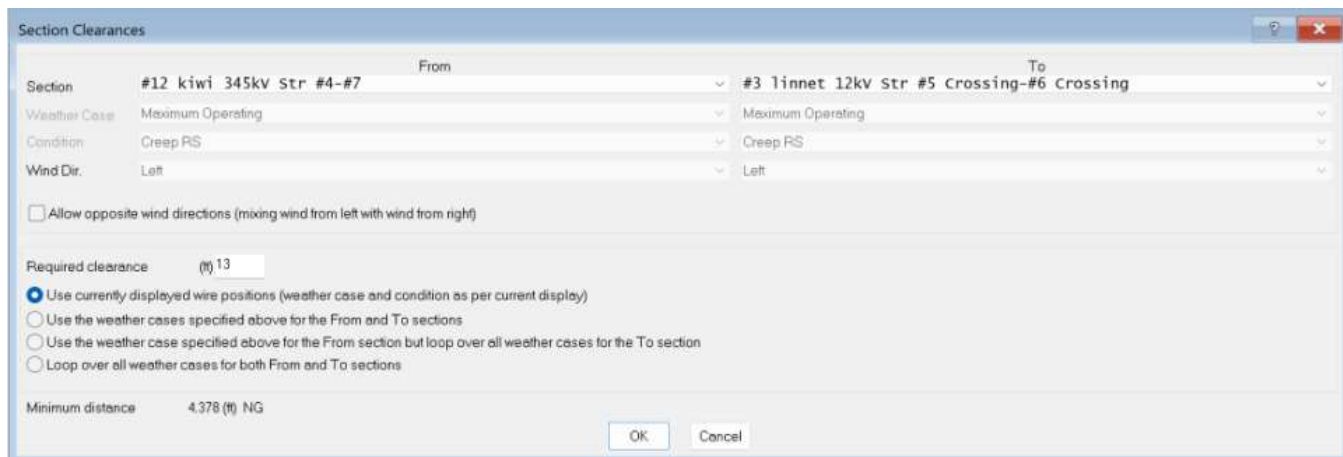 Section Clearances
From To
Section #12 kiwi 345kV Str #4-#7 #3 linnet 12kV Str #5 Crossing-#6 Crossing
Weather Case Maximum Operating Maximum Operating
Condition Creep RS Creep RS
Wind Dir. Left Left
Allow opposite wind directions (mixing wind from left with wind from right)
Required clearance (ft) 13
Use currently displayed wire positions (weather case and condition as per current display)
Use the weather cases specified above for the From and To sections
Use the weather case specified above for the From section but loop over all weather cases for the To section
Loop over all weather cases for both From and To sections
Minimum distance 4.378 (ft) NG
OK Cancel